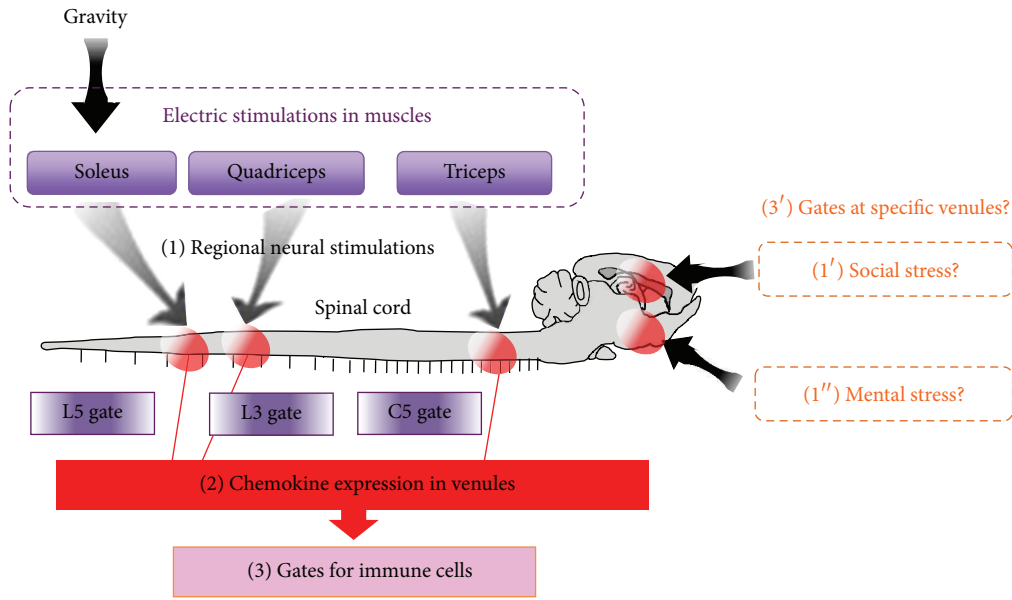 Gravity
Electric stimulations in muscles
Soleus
Quadriceps
Triceps
(3′) Gates at specific venules?
(1) Regional neural stimulations
(1′) Social stress?
Spinal cord
(1′′) Mental stress?
L5 gate
L3 gate
C5 gate
(2) Chemokine expression in venules
(3) Gates for immune cells